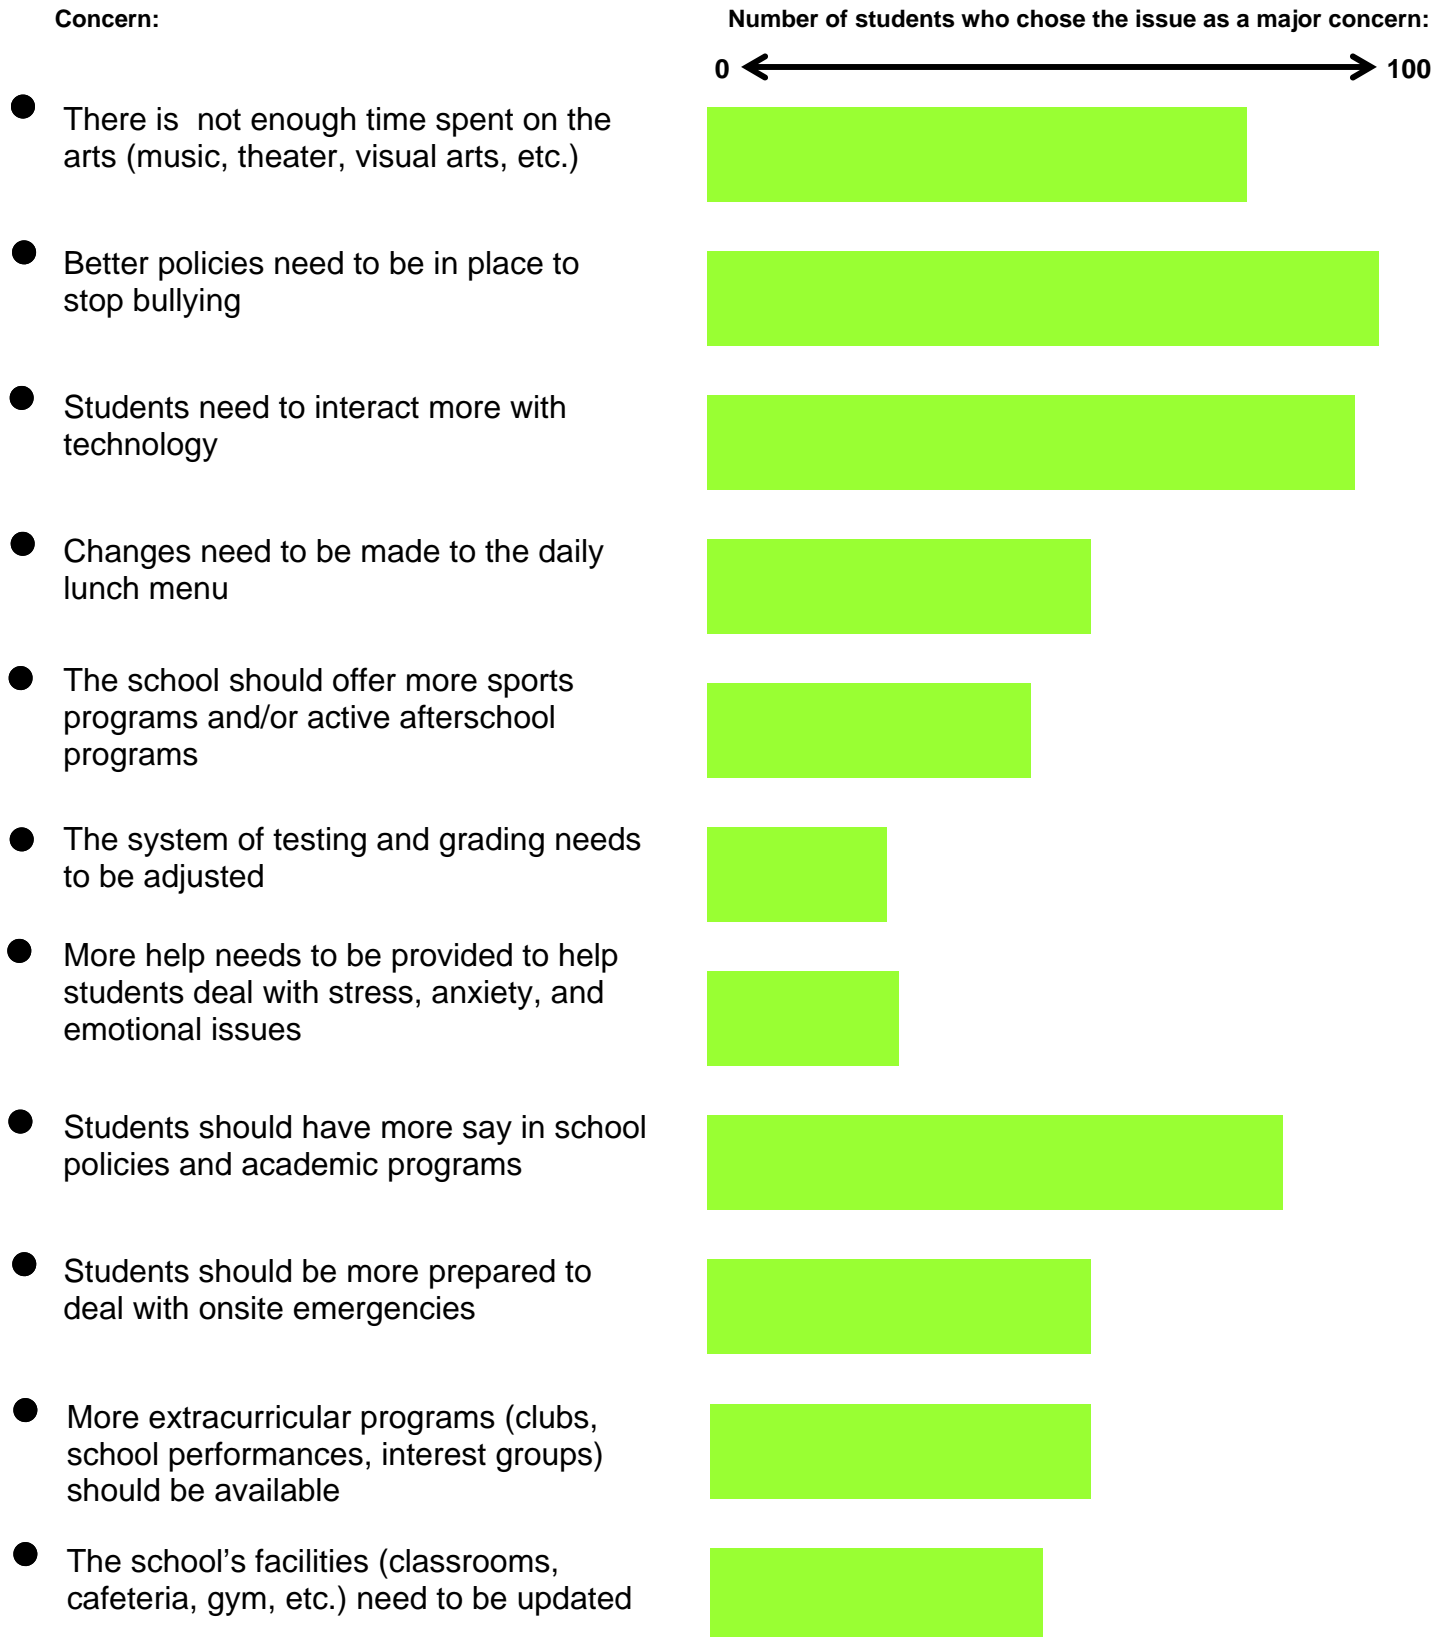 Concern:
Number of students who chose the issue as a major concern:
0 100
There is  not enough time spent on the
arts (music, theater, visual arts, etc.)
Better policies need to be in place to
stop bullying
Students need to interact more with
technology
Changes need to be made to the daily
lunch menu
The school should offer more sports
programs and/or active afterschool
programs
The system of testing and grading needs
to be adjusted
More help needs to be provided to help
students deal with stress, anxiety, and
emotional issues
Students should have more say in school
policies and academic programs
Students should be more prepared to
deal with onsite emergencies
More extracurricular programs (clubs,
school performances, interest groups)
should be available
The school’s facilities (classrooms,
cafeteria, gym, etc.) need to be updated